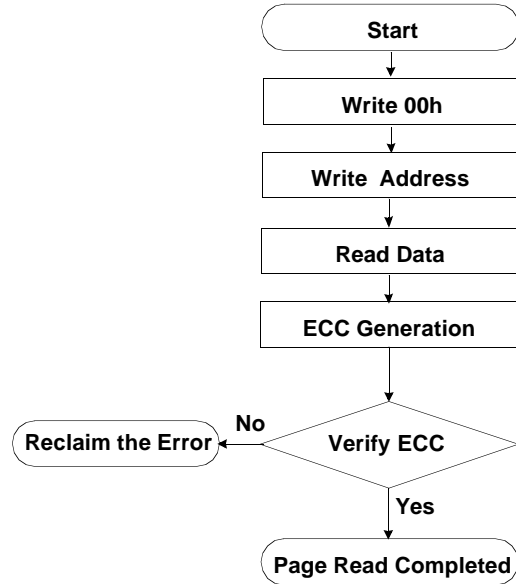 Start
Write 00h
Write Address
Read Data
ECC Generation
No
Reclaim the Error
Verify ECC
Yes
Page Read Completed